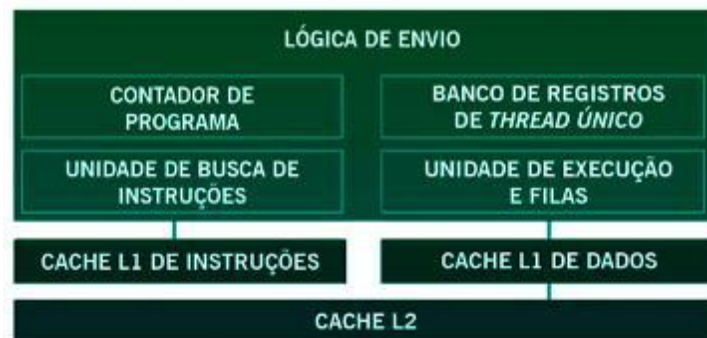 LÓGICA DE ENVIO
CONTADOR DE
PROGRAMA
BANCO DE REGISTROS
DE THREAD ÚNICO
UNIDADE DE BUSCA DE
INSTRUÇÕES
UNIDADE DE EXECUÇÃO
E FILAS
CACHE L1 DE INSTRUÇÕES
CACHE L1 DE DADOS
CACHE L2